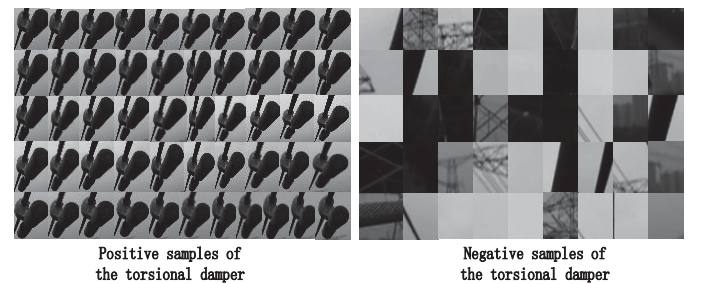 Positive samples of
the torsional damper
Negative samples of
the torsional damper